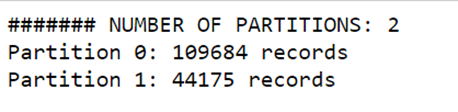 ####### NUMBER OF PARTITIONS: 2
Partition 0: 109684 records
Partition 1: 44175 records